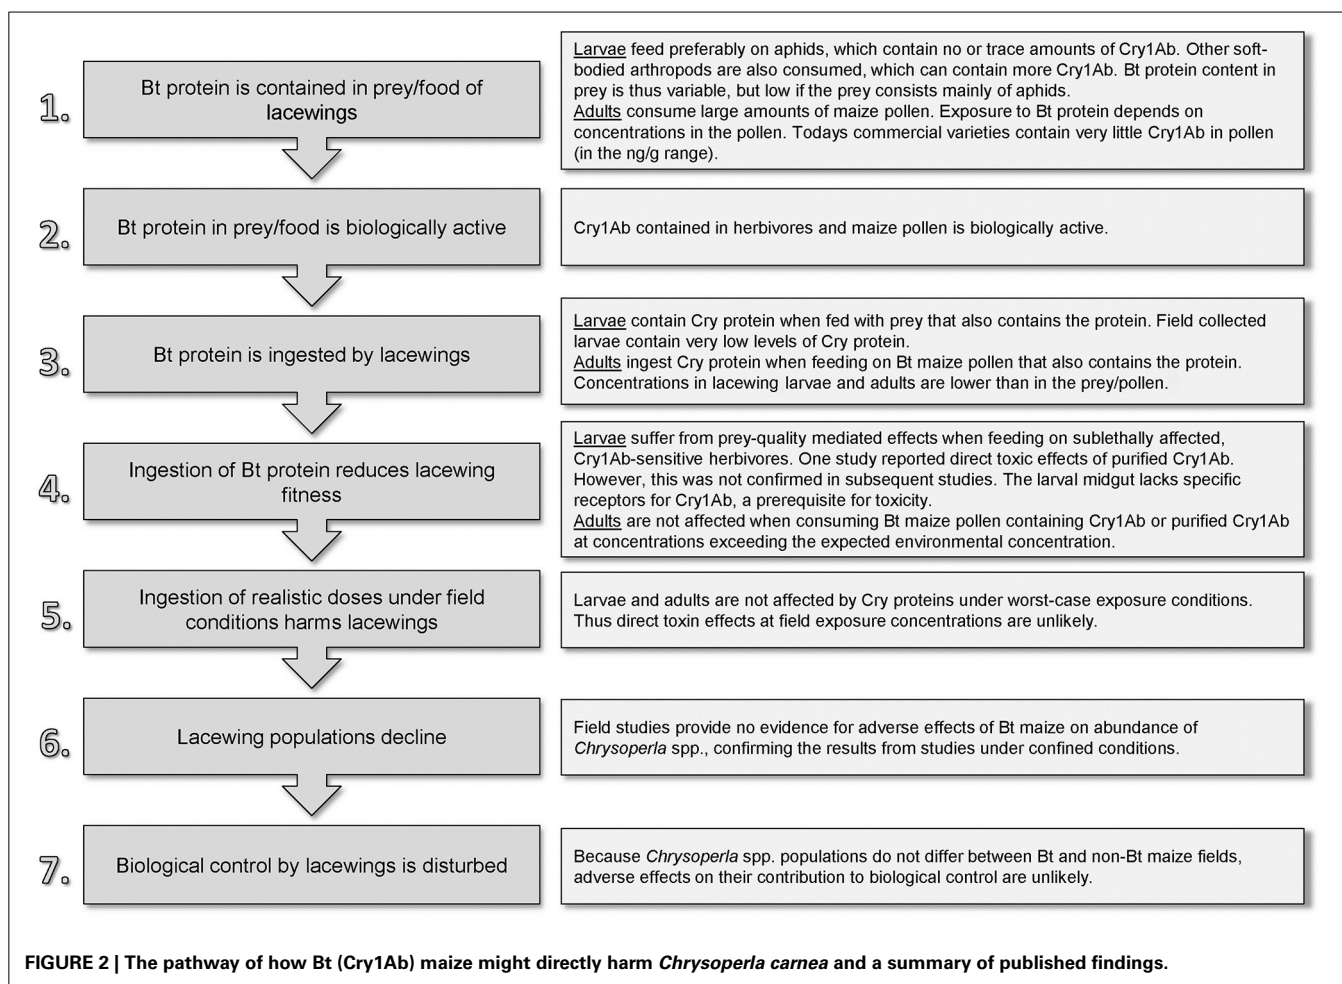 1.
Bt protein is contained in prey/food of
lacewings
Larvae feed preferably on aphids, which contain no or trace amounts of Cry1Ab. Other soft-
bodied arthropods are also consumed, which can contain more Cry1Ab. Bt protein content in
prey is thus variable, but low if the prey consists mainly of aphids.
Adults consume large amounts of maize pollen. Exposure to Bt protein depends on
concentrations in the pollen. Todays commercial varieties contain very little Cry1Ab in pollen
(in the ng/g range).
2.
Bt protein in prey/food is biologically active
Cry1Ab contained in herbivores and maize pollen is biologically active.
3.
Bt protein is ingested by lacewings
Larvae contain Cry protein when fed with prey that also contains the protein. Field collected
larvae contain very low levels of Cry protein.
Adults ingest Cry protein when feeding on Bt maize pollen that also contains the protein.
Concentrations in lacewing larvae and adults are lower than in the prey/pollen.
4.
Ingestion of Bt protein reduces lacewing
fitness
Larvae suffer from prey-quality mediated effects when feeding on sublethally affected,
Cry1Ab-sensitive herbivores. One study reported direct toxic effects of purified Cry1Ab.
However, this was not confirmed in subsequent studies. The larval midgut lacks specific
receptors for Cry1Ab, a prerequisite for toxicity.
Adults are not affected when consuming Bt maize pollen containing Cry1Ab or purified Cry1Ab
at concentrations exceeding the expected environmental concentration.
5.
Ingestion of realistic doses under field
conditions harms lacewings
Larvae and adults are not affected by Cry proteins under worst-case exposure conditions.
Thus direct toxin effects at field exposure concentrations are unlikely.
6.
Lacewing populations decline
Field studies provide no evidence for adverse effects of Bt maize on abundance of
Chrysoperla spp., confirming the results from studies under confined conditions.
7.
Biological control by lacewings is disturbed
Because Chrysoperla spp. populations do not differ between Bt and non-Bt maize fields,
adverse effects on their contribution to biological control are unlikely.
FIGURE 2 | The pathway of how Bt (Cry1Ab) maize might directly harm Chrysoperla carnea and a summary of published findings.